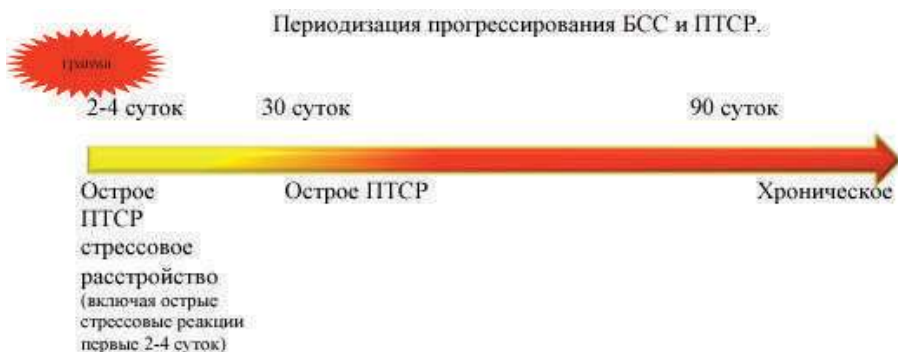 Периодизация прогрессирования БСС и ПТСР.
травма
2-4 суток 30 суток 90 суток
Острое Острое ПТСР Хроническое
ПТСР
стрессовое
расстройство
(включая острые
стрессовые реакции
первые 2-4 суток)